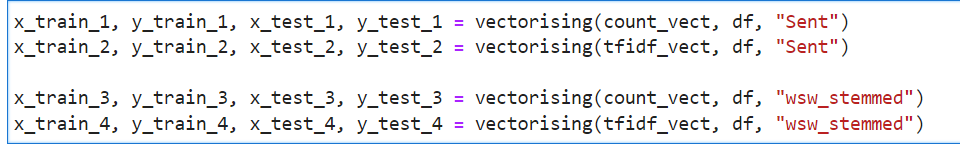 x_train_1, y_train_1, x_test_1, y_test_1 = vectorising(count_vect, df, "Sent")
x_train_2, y_train_2, x_test_2, y_test_2 = vectorising(tfidf_vect, df, "Sent")
x_train_3, y_train_3, x_test_3, y_test_3 = vectorising(count_vect, df, "wsw_stemmed")
x_train_4, y_train_4, x_test_4, y_test_4 = vectorising(tfidf_vect, df, "wsw_stemmed")